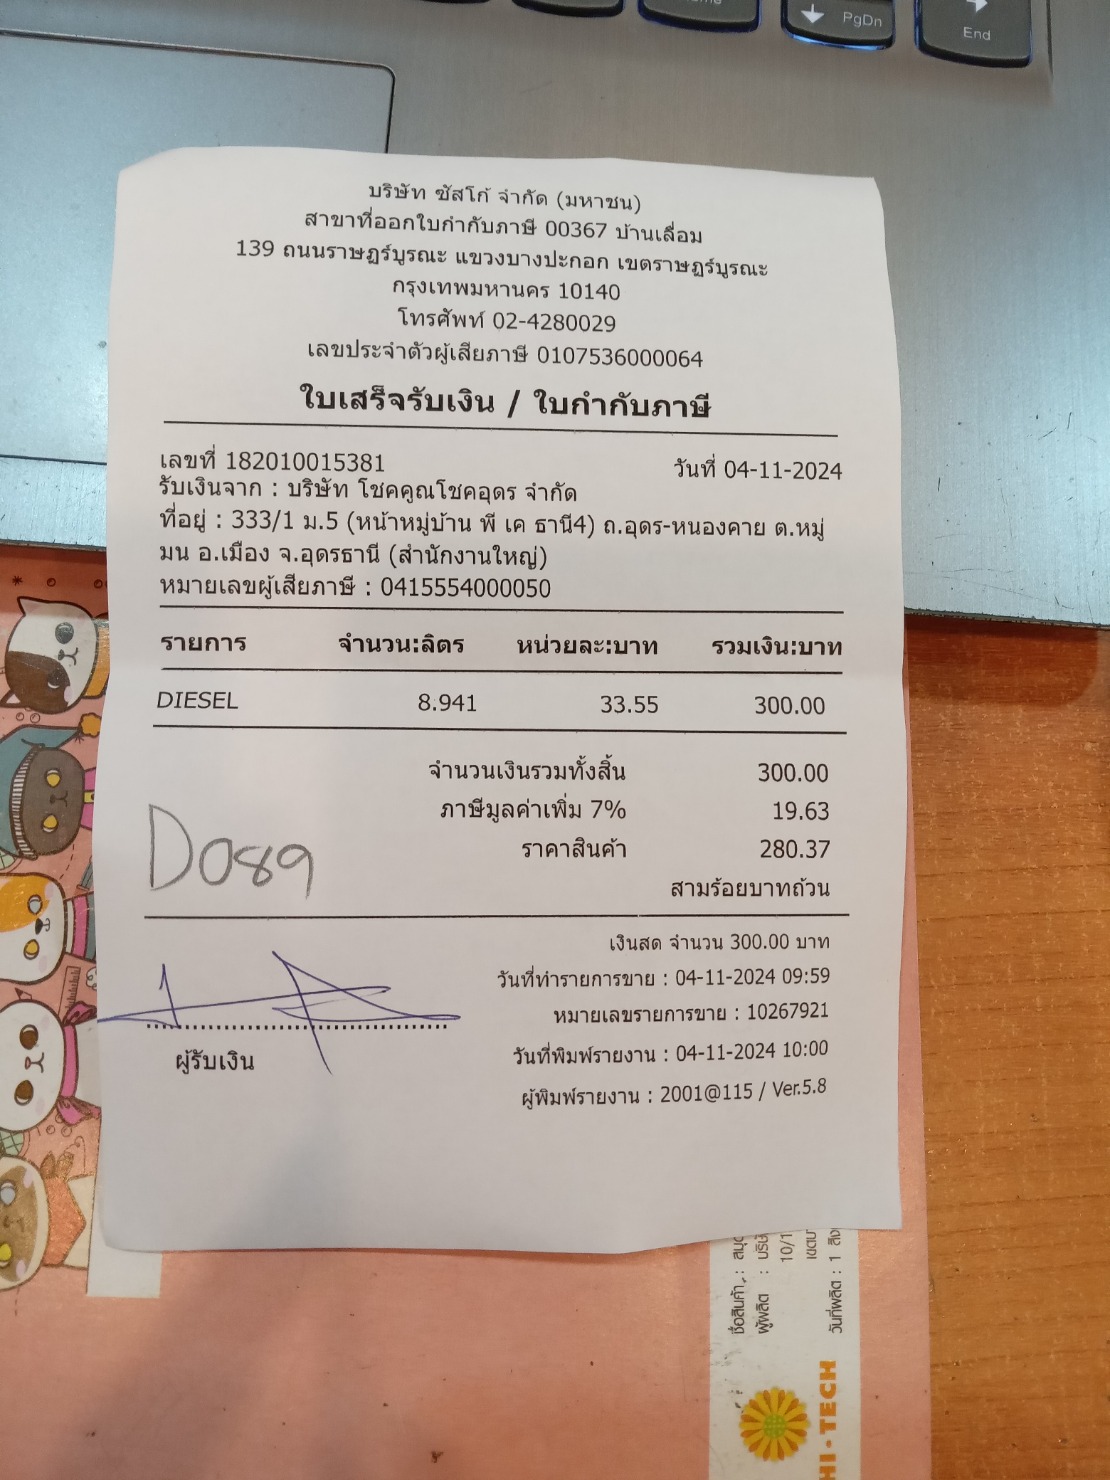 PgDn
End
บริษัท ซัสโก้ จำกัด (มหาชน)
สาขาที่ออกใบกำกับภาษี 00367 บ้านเลื่อม
139 ถนนราษฎร์บูรณะ แขวงบางปะกอก เขตราษฎร์บูรณะ
กรุงเทพมหานคร 10140
โทรศัพท์ 02-4280029
เลขประจำตัวผู้เสียภาษี 0107536000064
ใบเสร็จรับเงิน / ใบกำกับภาษี
เลขที่ 182010015381 วันที่ 04-11-2024
รับเงินจาก : บริษัท โชคคูณโชคอุดร จำกัด
ที่อยู่ : 333/1 ม.5 (หน้าหมู่บ้าน พี เค ธานี4) ถ.อุดร-หนองคาย ต.หมู่
มน อ.เมือง จ.อุดรธานี (สำนักงานใหญ่)
หมายเลขผู้เสียภาษี : 0415554000050
รายการ จำนวน:ลิตร หน่วยละ:บาท รวมเงิน:บาท
DIESEL 8.941 33.55 300.00
จำนวนเงินรวมทั้งสิ้น 300.00
ภาษีมูลค่าเพิ่ม 7% 19.63
ราคาสินค้า 280.37
D089
สามร้อยบาทถ้วน
เงินสด จำนวน 300.00 บาท
วันที่ทำรายการขาย : 04-11-2024 09:59
หมายเลขรายการขาย : 10267921
วันที่พิมพ์รายงาน : 04-11-2024 10:00
ผู้รับเงิน
ผู้พิมพ์รายงาน : 2001@115 / Ver.5.8
ชื่อสินค้า :
ผู้ผลิต :
10/1
วันที่ผลิต : 1
HI-TECH